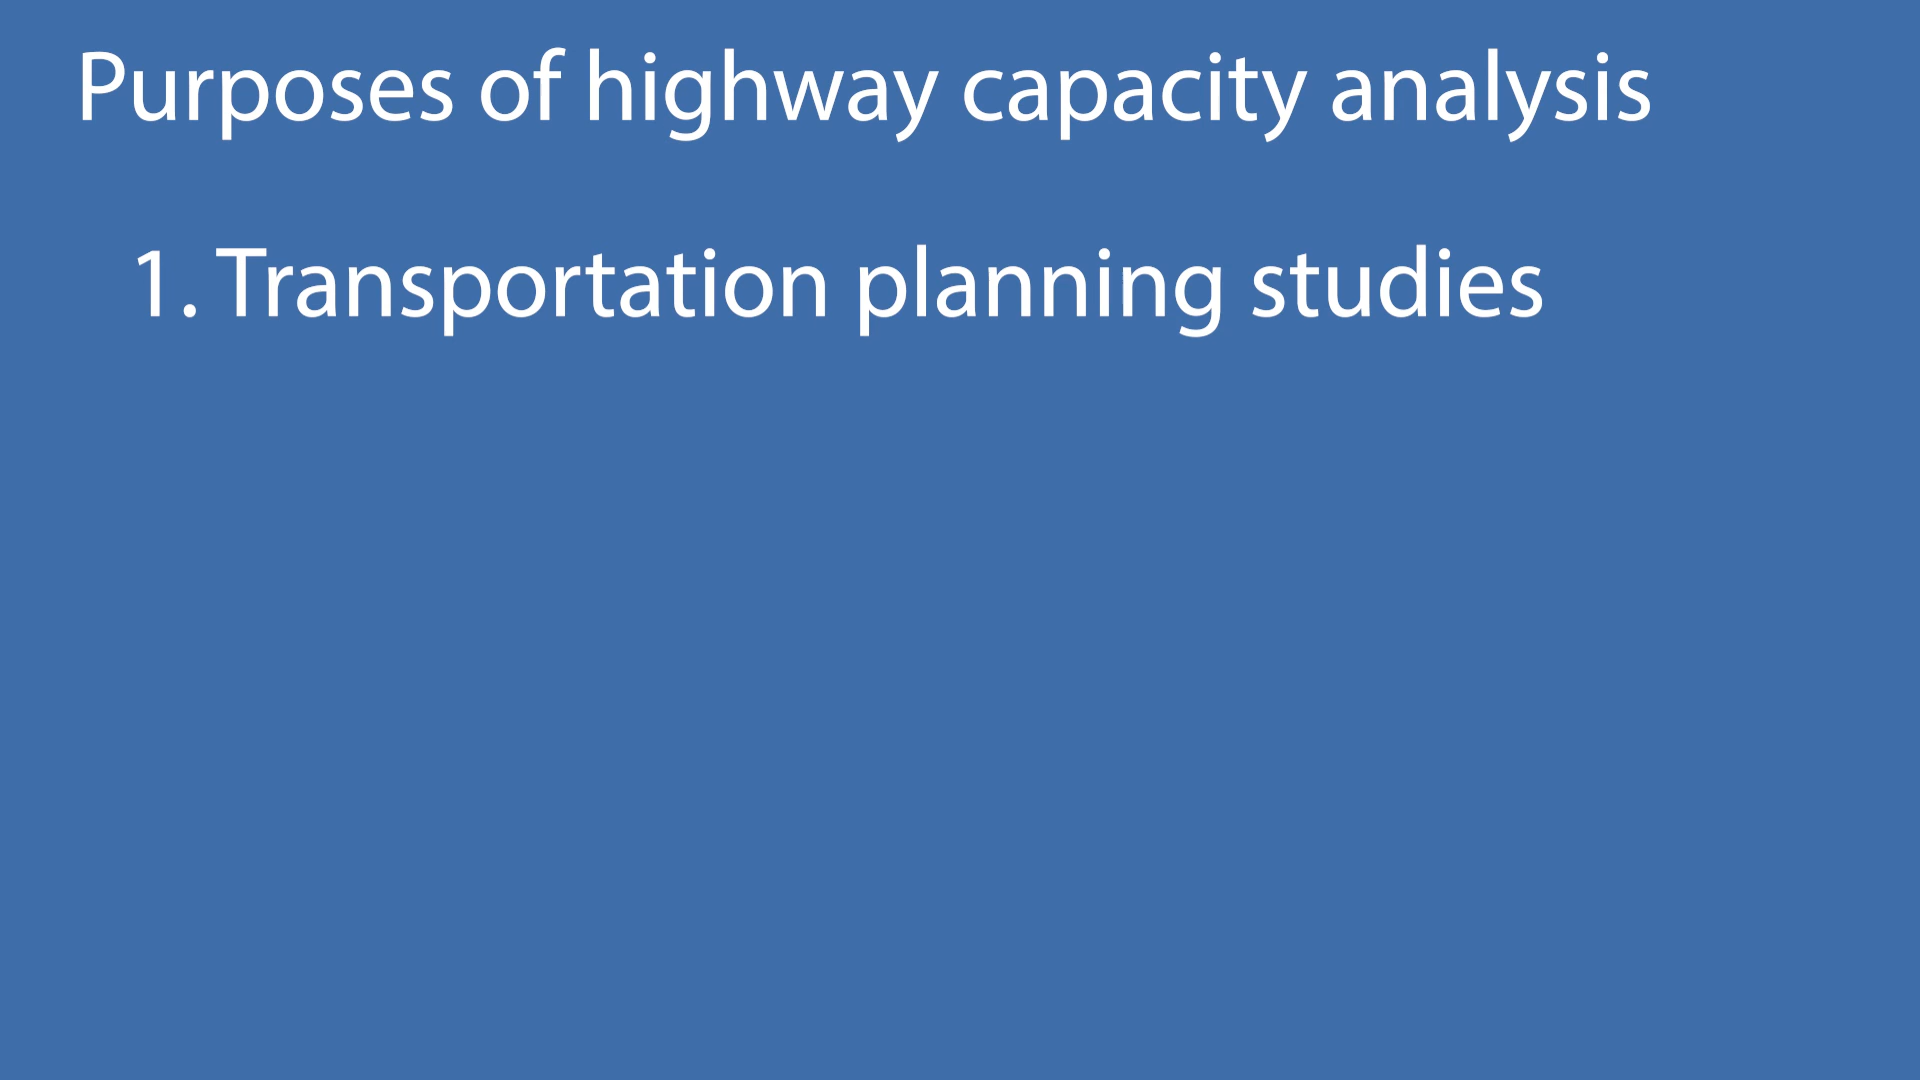 Purposes of highway capacity analysis
1. Transportation planning studies